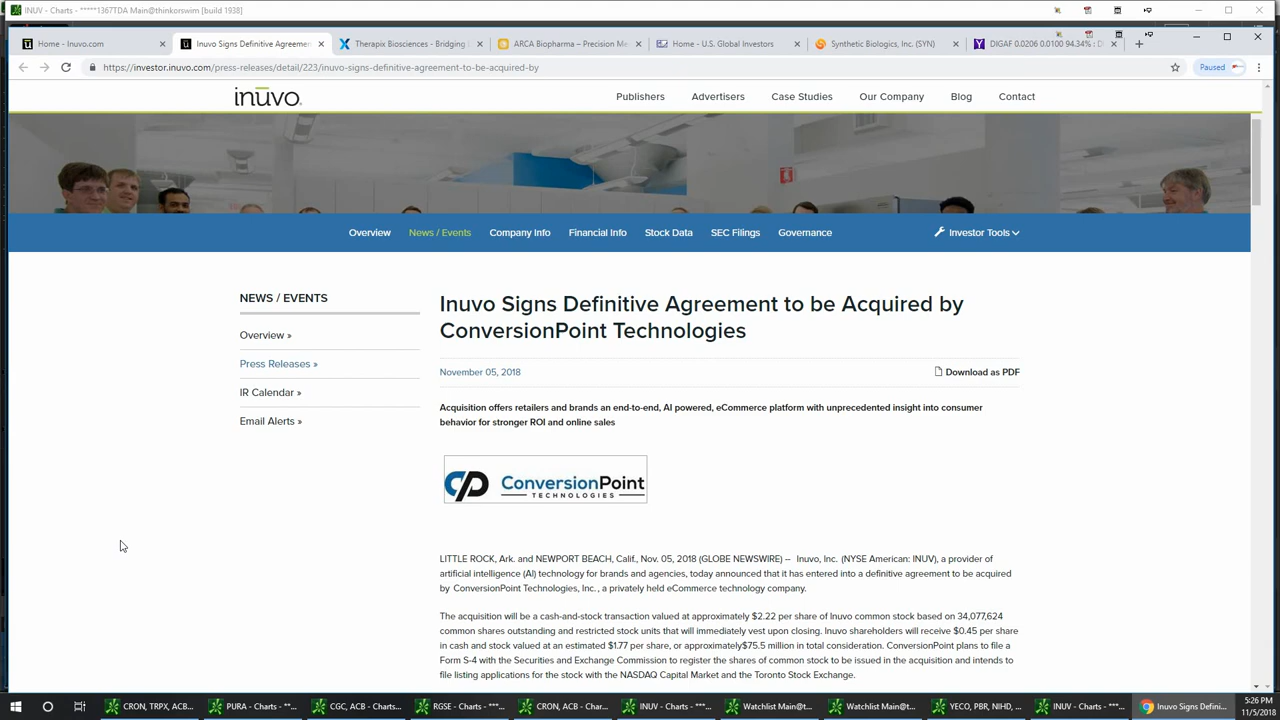 INUV - Charts - *****1367TDA Main@thinkorswim [build 1938]
Home - Inuvo.com
Inuvo Signs Definitive Agreemen
Therapix Biosciences - Bridging
ARCA Biopharma – Precision M
Home - U.S. Global Investors
Synthetic Biologics, Inc. (SYN)
DIGAF 0.0206 0.0100 94.34% : D
https://investor.inuvo.com/press-releases/detail/223/inuvo-signs-definitive-agreement-to-be-acquired-by
Paused
inūvo.
Publishers
Advertisers
Case Studies
Our Company
Blog
Contact
Overview
News / Events
Company Info
Financial Info
Stock Data
SEC Filings
Governance
Investor Tools
NEWS / EVENTS
Overview »
Press Releases »
IR Calendar »
Email Alerts »
Inuvo Signs Definitive Agreement to be Acquired by
ConversionPoint Technologies
November 05, 2018
Download as PDF
Acquisition offers retailers and brands an end-to-end, AI powered, eCommerce platform with unprecedented insight into consumer
behavior for stronger ROI and online sales
ConversionPoint
TECHNOLOGIES
LITTLE ROCK, Ark. and NEWPORT BEACH, Calif., Nov. 05, 2018 (GLOBE NEWSWIRE) -- Inuvo, Inc. (NYSE American: INUV), a provider of
artificial intelligence (AI) technology for brands and agencies, today announced that it has entered into a definitive agreement to be acquired
by ConversionPoint Technologies, Inc., a privately held eCommerce technology company.
The acquisition will be a cash-and-stock transaction valued at approximately $2.22 per share of Inuvo common stock based on 34,077,624
common shares outstanding and restricted stock units that will immediately vest upon closing. Inuvo shareholders will receive $0.45 per share
in cash and stock valued at an estimated $1.77 per share, or approximately$75.5 million in total consideration. ConversionPoint plans to file a
Form S-4 with the Securities and Exchange Commission to register the shares of common stock to be issued in the acquisition and intends to
file listing applications for the stock with the NASDAQ Capital Market and the Toronto Stock Exchange.
CRON, TRPX, ACB...
PURA - Charts - **...
CGC, ACB - Charts...
RGSE - Charts - **...
CRON, ACB - Char...
INUV - Charts - **...
Watchlist Main@t...
Watchlist Main@t...
YECO, PBR, NIHD, ...
INUV - Charts - **...
Inuvo Signs Defini...
5:26 PM
11/5/2018